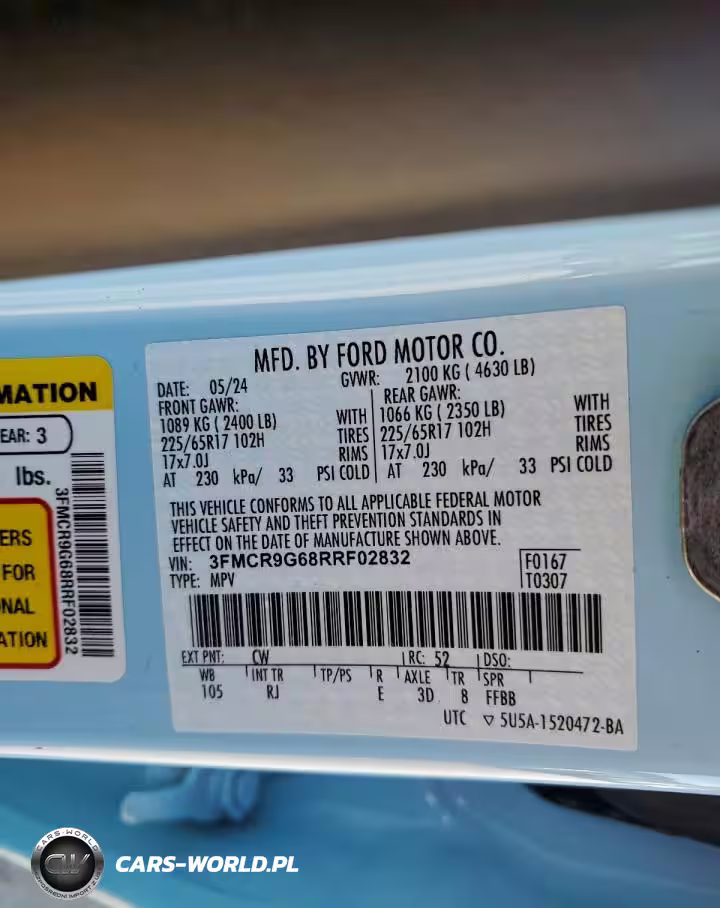 MATION
EAR: 3
lbs.
ERS
FOR
NAL
ATION
3FMCR9G68RRF02832
MFD. BY FORD MOTOR CO.
DATE: 05/24 GVWR: 2100 KG ( 4630 LB)
FRONT GAWR: REAR GAWR:
1089 KG ( 2400 LB) WITH 1066 KG ( 2350 LB) WITH
225/65R17 102H TIRES 225/65R17 102H TIRES
17x7.0J RIMS 17x7.0J RIMS
AT 230 kPa/ 33 PSI COLD AT 230 kPa/ 33 PSI COLD
THIS VEHICLE CONFORMS TO ALL APPLICABLE FEDERAL MOTOR
VEHICLE SAFETY AND THEFT PREVENTION STANDARDS IN
EFFECT ON THE DATE OF MANUFACTURE SHOWN ABOVE.
VIN: 3FMCR9G68RRF02832 F0167
TYPE: MPV T0307
EXT PNT: CW RC: 52 DSO:
WB INT TR TP/PS R AXLE TR SPR
105 RJ E 3D 8 FFBB
UTC ▽ 5U5A-1520472-BA
CARS-WORLD
CW
CARS-WORLD.PL